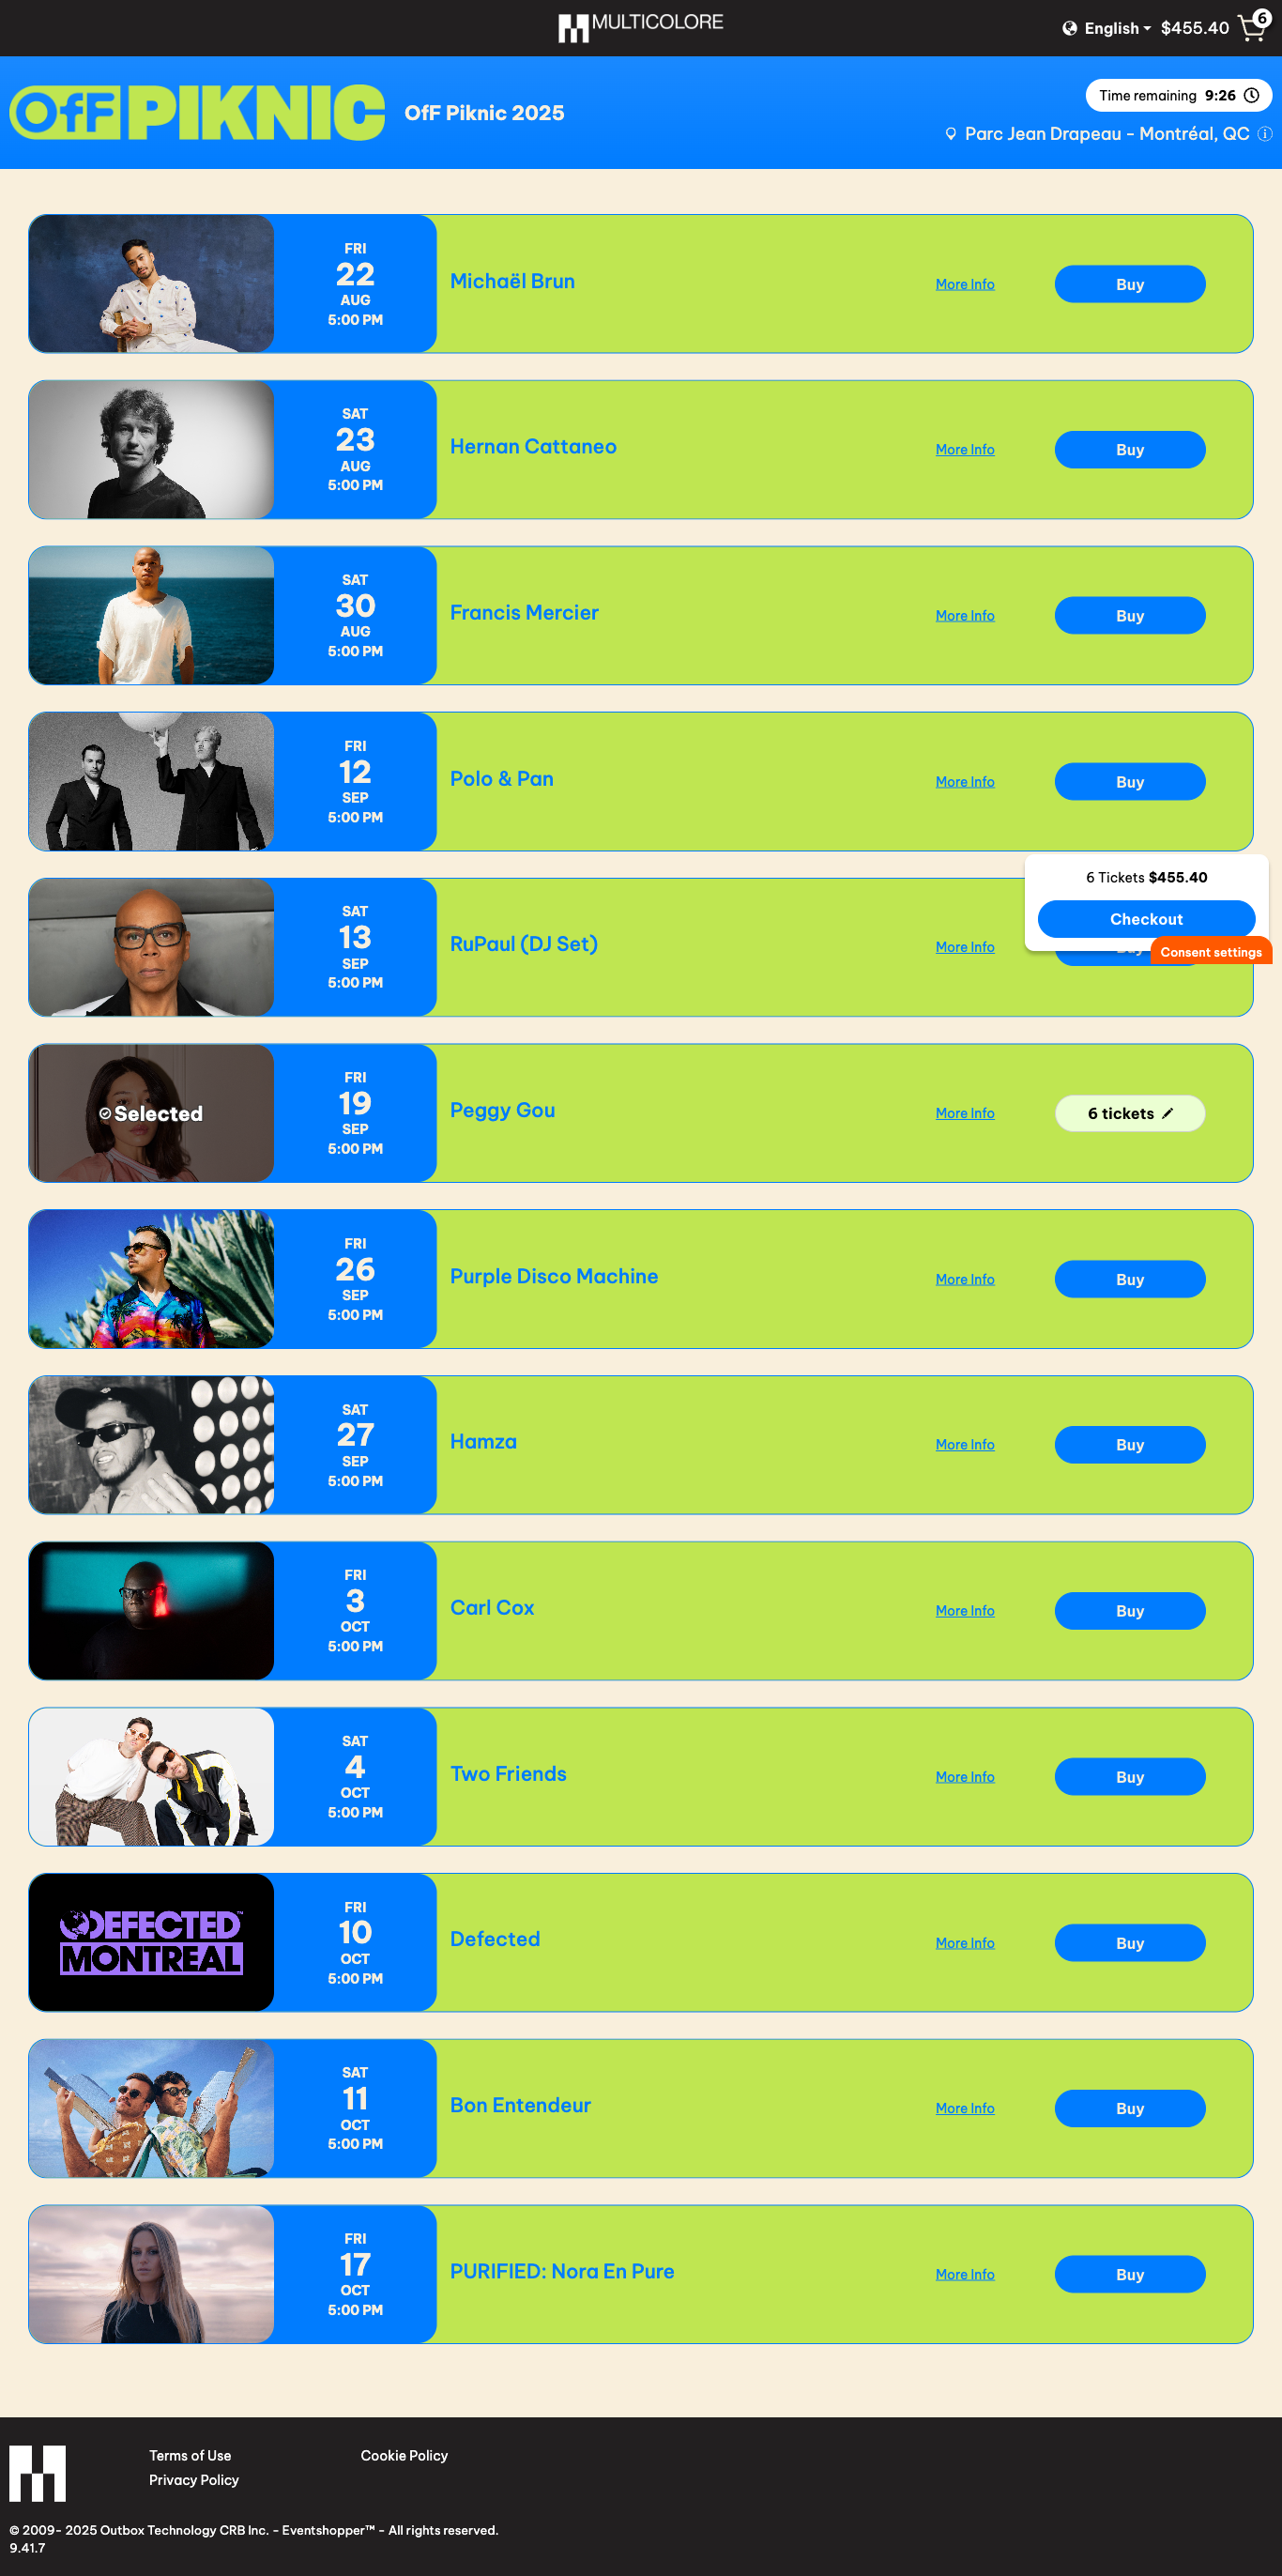 MULTICOLORE
English
$455.40
6
OfF PIKNIC
OfF Piknic 2025
Time remaining 9:26
Parc Jean Drapeau - Montréal, QC
FRI
22
AUG
5:00 PM
Michaël Brun
More Info
Buy
SAT
23
AUG
5:00 PM
Hernan Cattaneo
More Info
Buy
SAT
30
AUG
5:00 PM
Francis Mercier
More Info
Buy
FRI
12
SEP
5:00 PM
Polo & Pan
More Info
Buy
6 Tickets $455.40
Checkout
Consent settings
SAT
13
SEP
5:00 PM
RuPaul (DJ Set)
More Info
Selected
FRI
19
SEP
5:00 PM
Peggy Gou
More Info
6 tickets
FRI
26
SEP
5:00 PM
Purple Disco Machine
More Info
Buy
SAT
27
SEP
5:00 PM
Hamza
More Info
Buy
FRI
3
OCT
5:00 PM
Carl Cox
More Info
Buy
SAT
4
OCT
5:00 PM
Two Friends
More Info
Buy
DEFECTED™
MONTREAL
FRI
10
OCT
5:00 PM
Defected
More Info
Buy
SAT
11
OCT
5:00 PM
Bon Entendeur
More Info
Buy
FRI
17
OCT
5:00 PM
PURIFIED: Nora En Pure
More Info
Buy
Terms of Use
Cookie Policy
Privacy Policy
© 2009- 2025 Outbox Technology CRB Inc. - Eventshopper™ - All rights reserved.
9.41.7